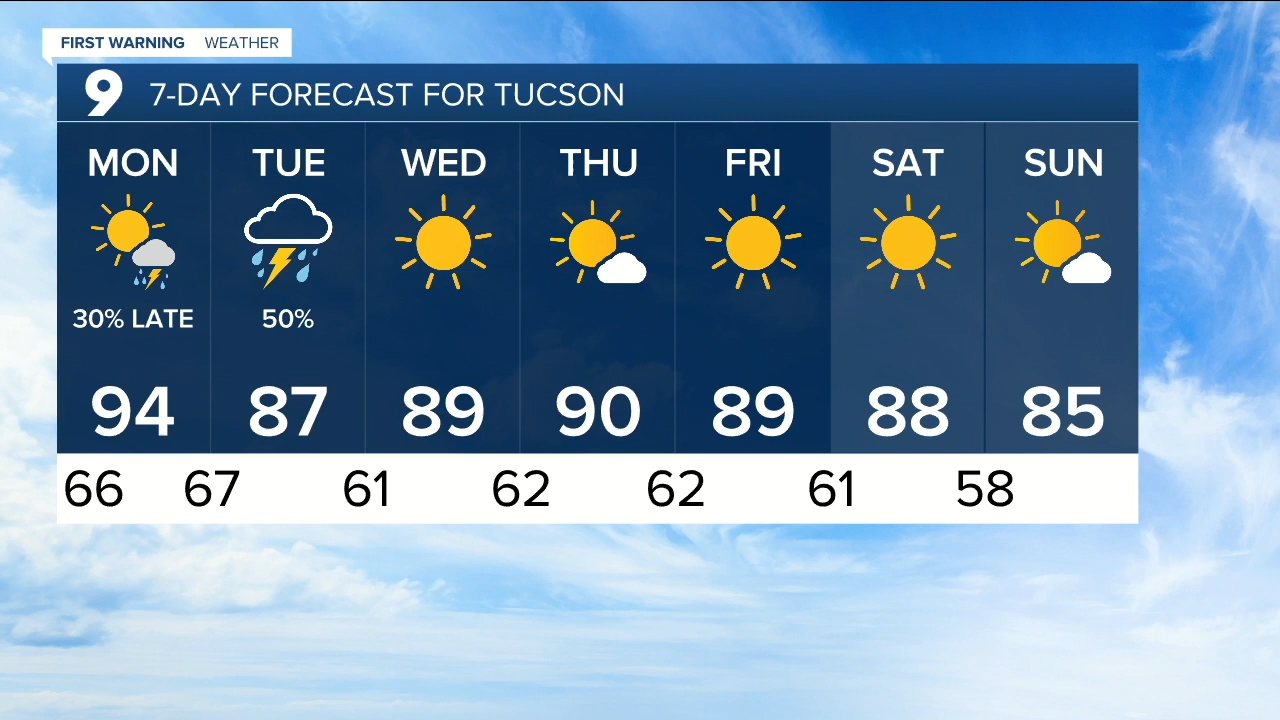 FIRST WARNING WEATHER
9 7-DAY FORECAST FOR TUCSON
MON TUE WED THU FRI SAT SUN
30% LATE 50%
94 87 89 90 89 88 85
66 67 61 62 62 61 58